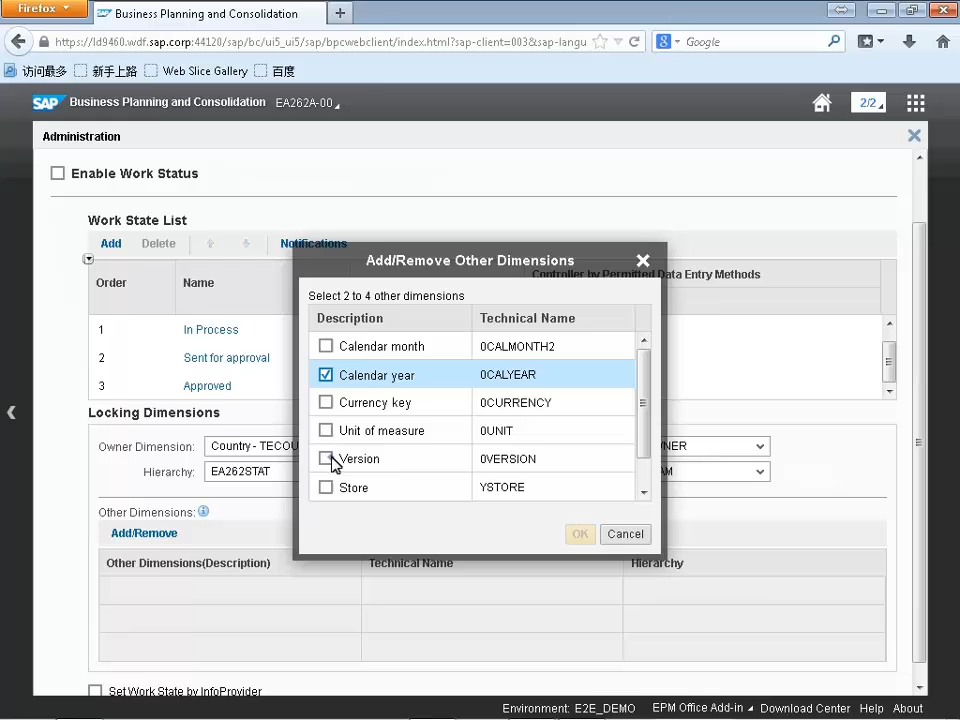 Firefox
Business Planning and Consolidation
https://ld9460.wdf.sap.corp:44120/sap/bc/ui5_ui5/sap/bpcwebclient/index.html?sap-client=003&sap-langu
Google
访问最多 新手上路 Web Slice Gallery 百度
SAP Business Planning and Consolidation EA262A-00
2/2
Administration
Enable Work Status
Work State List
Add Delete Notifications
Controller by Permitted Data Entry Methods
Order Name
1 In Process
2 Sent for approval
3 Approved
Locking Dimensions
Owner Dimension: Country - TECOU
NER
Hierarchy: EA262STAT
AM
Other Dimensions:
Add/Remove
Other Dimensions(Description) Technical Name Hierarchy
Set Work State by InfoProvider
Add/Remove Other Dimensions
Select 2 to 4 other dimensions
Description Technical Name
Calendar month 0CALMONTH2
Calendar year 0CALYEAR
Currency key 0CURRENCY
Unit of measure 0UNIT
Version 0VERSION
Store YSTORE
OK Cancel
Environment: E2E_DEMO EPM Office Add-in Download Center Help About